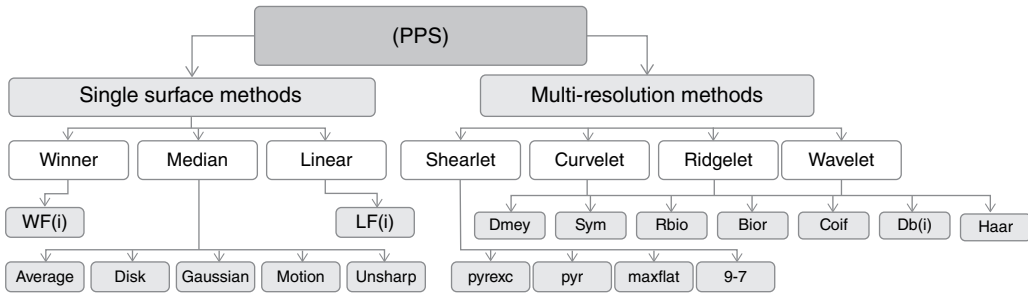 (PPS)
Single surface methods
Multi-resolution methods
Winner
Median
Linear
Shearlet
Curvelet
Ridgelet
Wavelet
WF(i)
LF(i)
Dmey
Sym
Rbio
Bior
Coif
Db(i)
Haar
Average
Disk
Gaussian
Motion
Unsharp
pyrexc
pyr
maxflat
9-7